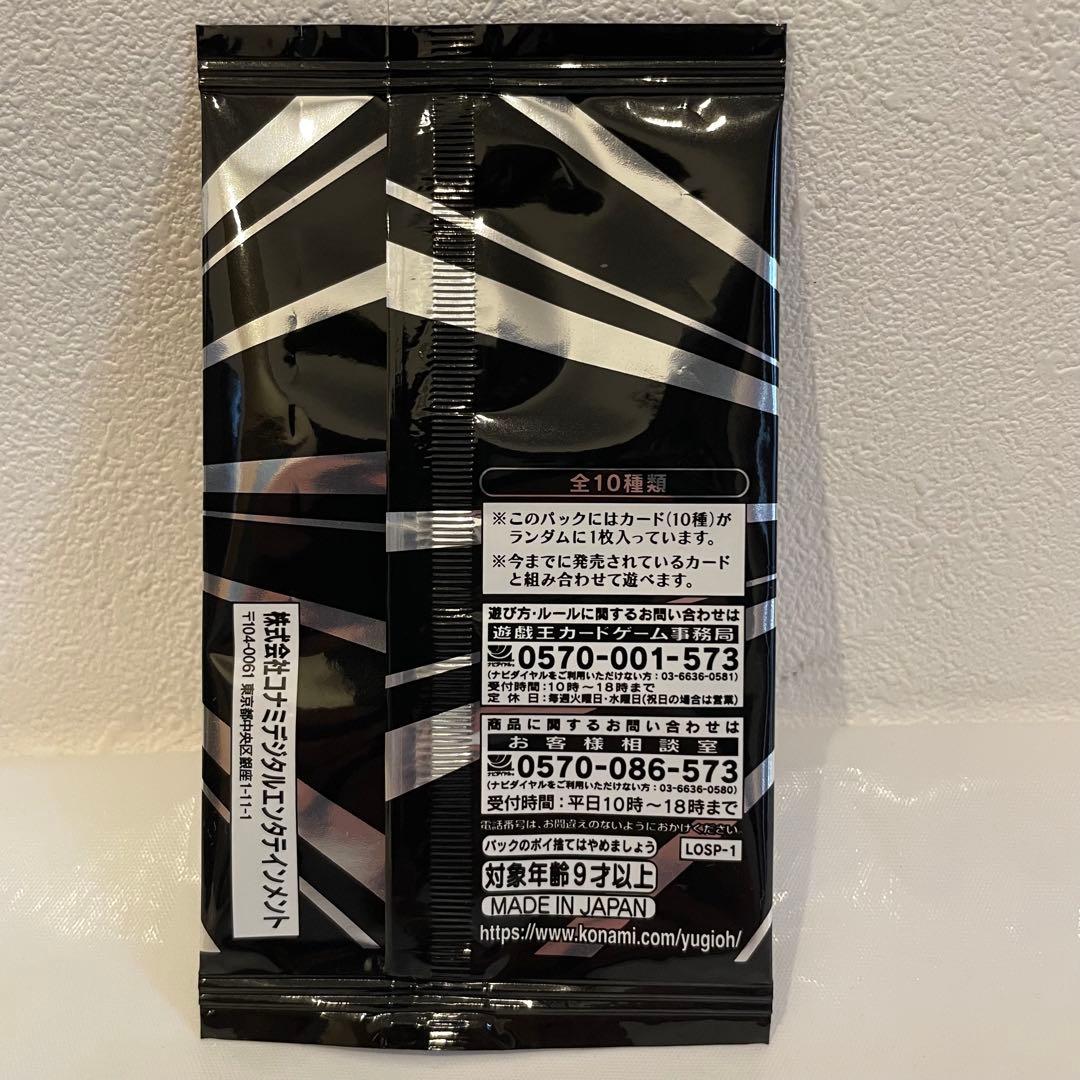 全10種類
※このパックにはカード(10種)が
ランダムに1枚入っています。
※今までに発売されているカード
と組み合わせて遊べます。
遊び方・ルールに関するお問い合わせは
遊戯王カードゲーム事務局
ナビダイヤル® 0570-001-573
(ナビダイヤルをご利用いただけない方:03-6636-0581)
受付時間:10時〜18時まで
定休日:毎週火曜日・水曜日(祝日の場合は営業)
商品に関するお問い合わせは
お客様相談室
ナビダイヤル® 0570-086-573
(ナビダイヤルをご利用いただけない方:03-6636-0580)
受付時間:平日10時〜18時まで
電話番号は、お間違えのないようにおかけください。
パックのポイ捨てはやめましょう
LOSP-1
対象年齢9才以上
MADE IN JAPAN
https://www.konami.com/yugioh/
株式会社コナミデジタルエンタテインメント
〒104-0061 東京都中央区銀座1-11-1